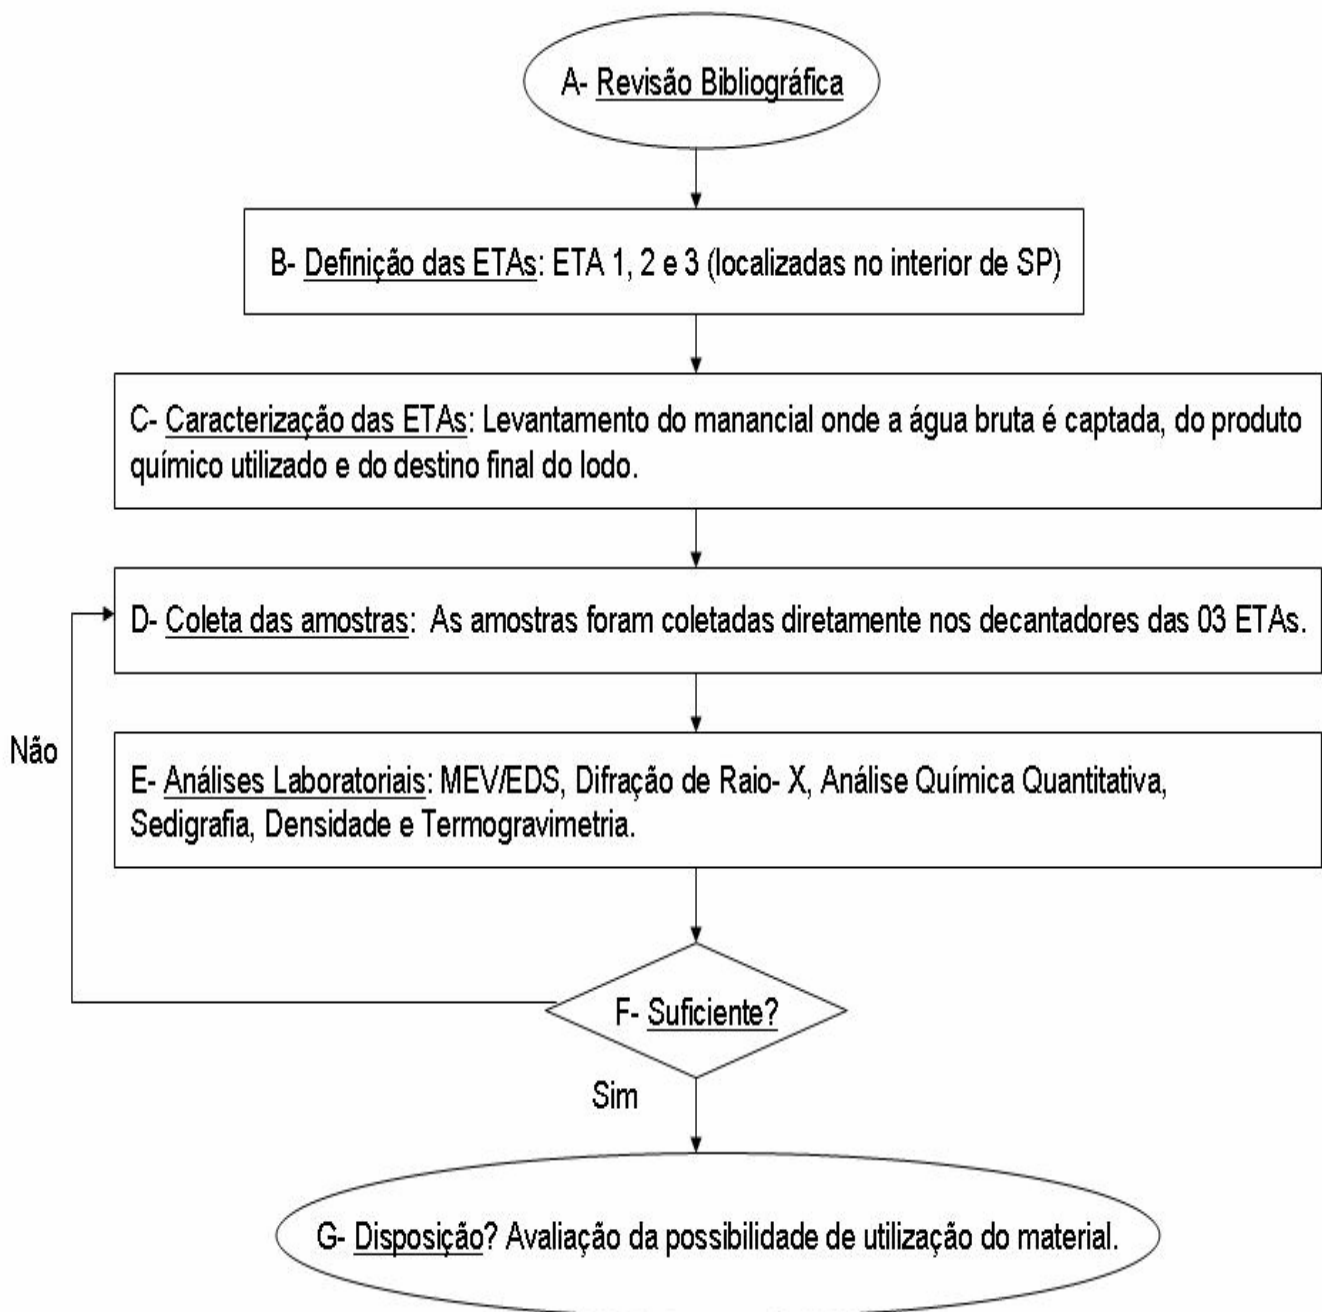 A- Revisão Bibliográfica
B- Definição das ETAs: ETA 1, 2 e 3 (localizadas no interior de SP)
C- Caracterização das ETAs: Levantamento do manancial onde a água bruta é captada, do produto
químico utilizado e do destino final do lodo.
D- Coleta das amostras: As amostras foram coletadas diretamente nos decantadores das 03 ETAs.
Não
E- Análises Laboratoriais: MEV/EDS, Difração de Raio- X, Análise Química Quantitativa,
Sedigrafia, Densidade e Termogravimetria.
F- Suficiente?
Sim
G- Disposição? Avaliação da possibilidade de utilização do material.